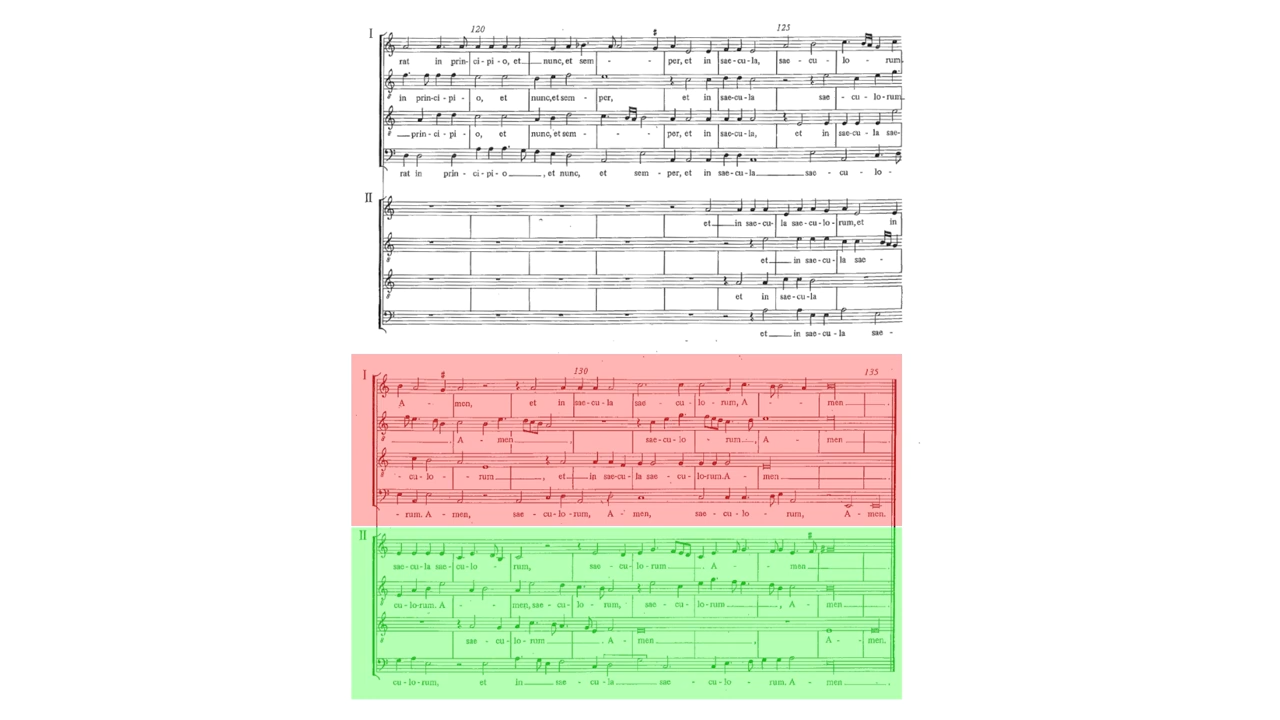 I 120 125
rat in prin- ci - pi - o, et nunc, et sem - - per, et in sae-cu-la, sae - cu - lo - rum.
in prin-ci - pi - o, et nunc, et sem - per, et in sae-cu-la sae - cu - lo-rum.
prin - ci - pi - o, et nunc, et sem - - - per, et in sae-cu-la, et in sae-cu - la sae-
rat in prin - ci - pi - o, et nunc, et sem - per, et in sae-cu-la sae - cu - lo -
II
et in sae-cu- la sae-cu-lo-rum, et in
et in sae-cu - la sae -
et in sae-cu-la
et in sae-cu - la sae -
I 130 135
A - men, et in sae-cu-la sae - cu - lo - rum, A - men
A - men sae-cu-lo - rum, A - men
- cu - lo - rum, et in sae-cu-la sae - cu - lo-rum. A - men
- rum. A - men, sae - cu-lo-rum, A - men, sae - cu - lo - rum, A - men.
II
sae-cu-la sae-cu-lo - rum, sae - cu - lo - rum A - men
cu-lo-rum. A - men, sae - cu - lo - rum, sae - cu - lo - rum, A - men
sae - cu - lo - rum A - men A - men.
cu - lo - rum, et in sae - cu - la sae - cu - lo - rum. A - men